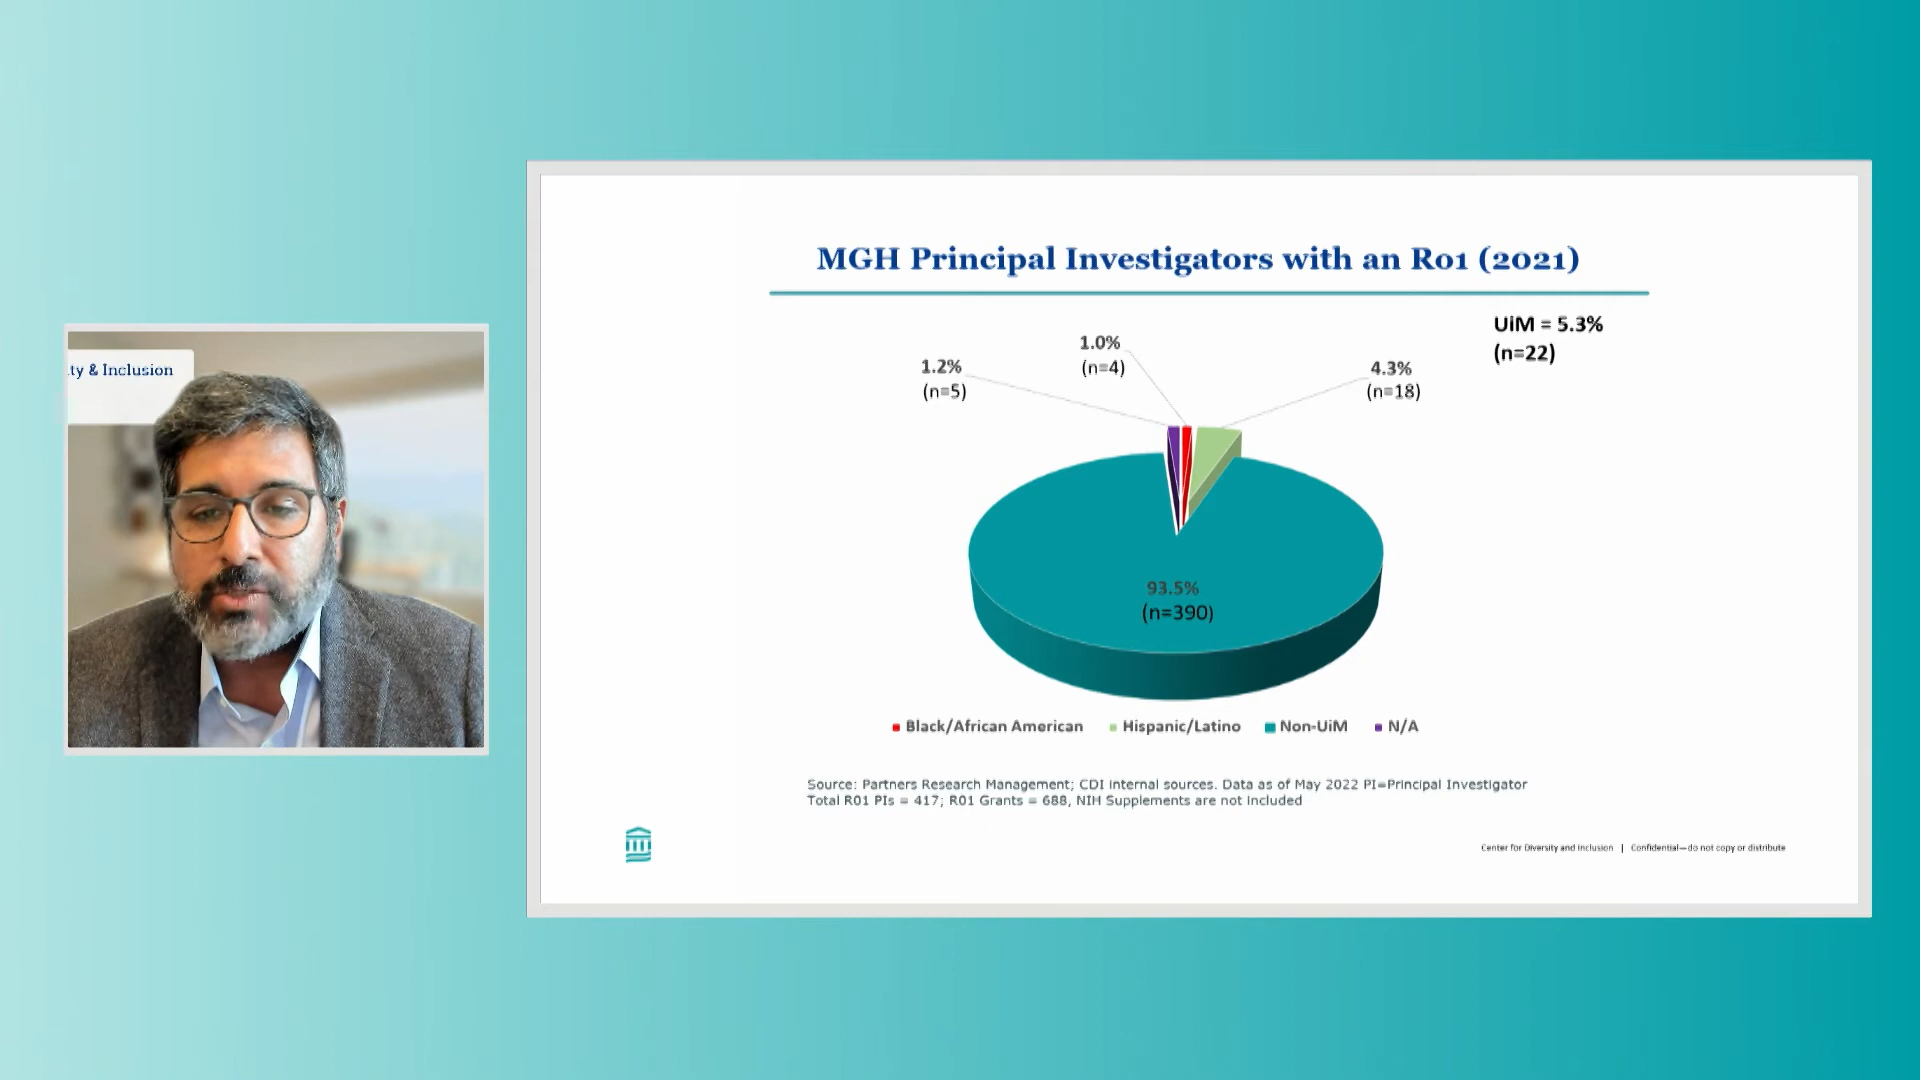 ty & Inclusion
MGH Principal Investigators with an R01 (2021)
UiM = 5.3%
(n=22)
1.2%
(n=5)
1.0%
(n=4)
4.3%
(n=18)
93.5%
(n=390)
Black/African American Hispanic/Latino Non-UiM N/A
Source: Partners Research Management; CDI internal sources. Data as of May 2022 PI=Principal Investigator
Total R01 PIs = 417; R01 Grants = 688, NIH Supplements are not included
Center for Diversity and Inclusion | Confidential—do not copy or distribute